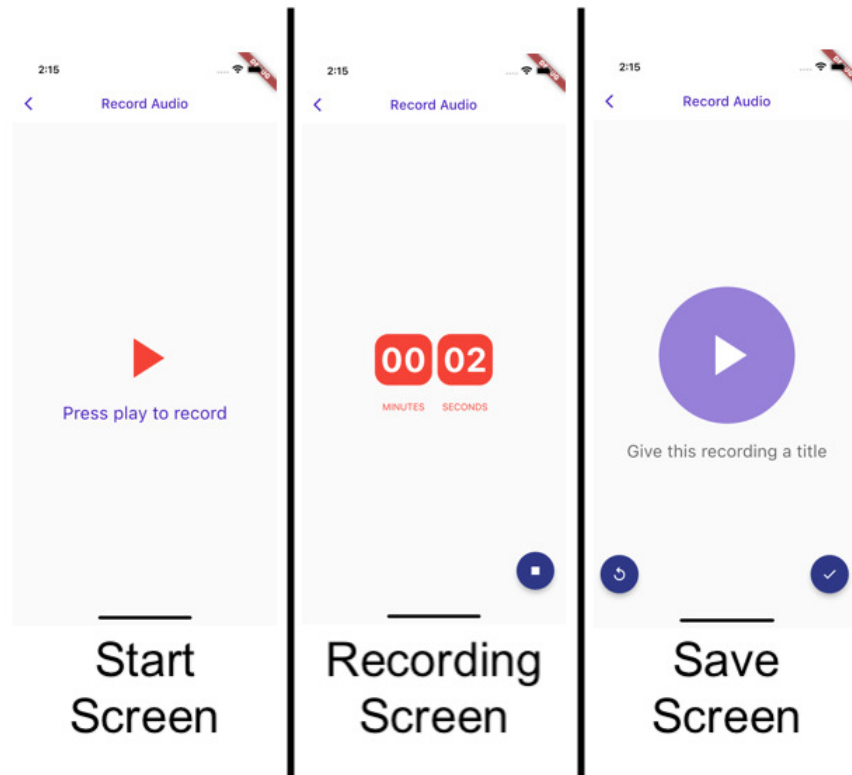 2:15
Record Audio
Press play to record
Start
Screen
2:15
Record Audio
00 02
MINUTES SECONDS
Recording
Screen
2:15
Record Audio
Give this recording a title
Save
Screen